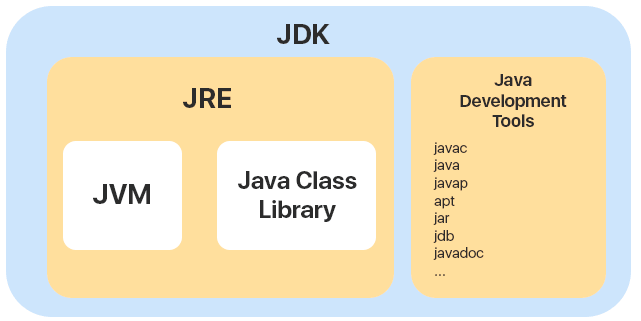 JDK
JRE
JVM
Java Class
Library
Java
Development
Tools
javac
java
javap
apt
jar
jdb
javadoc
...